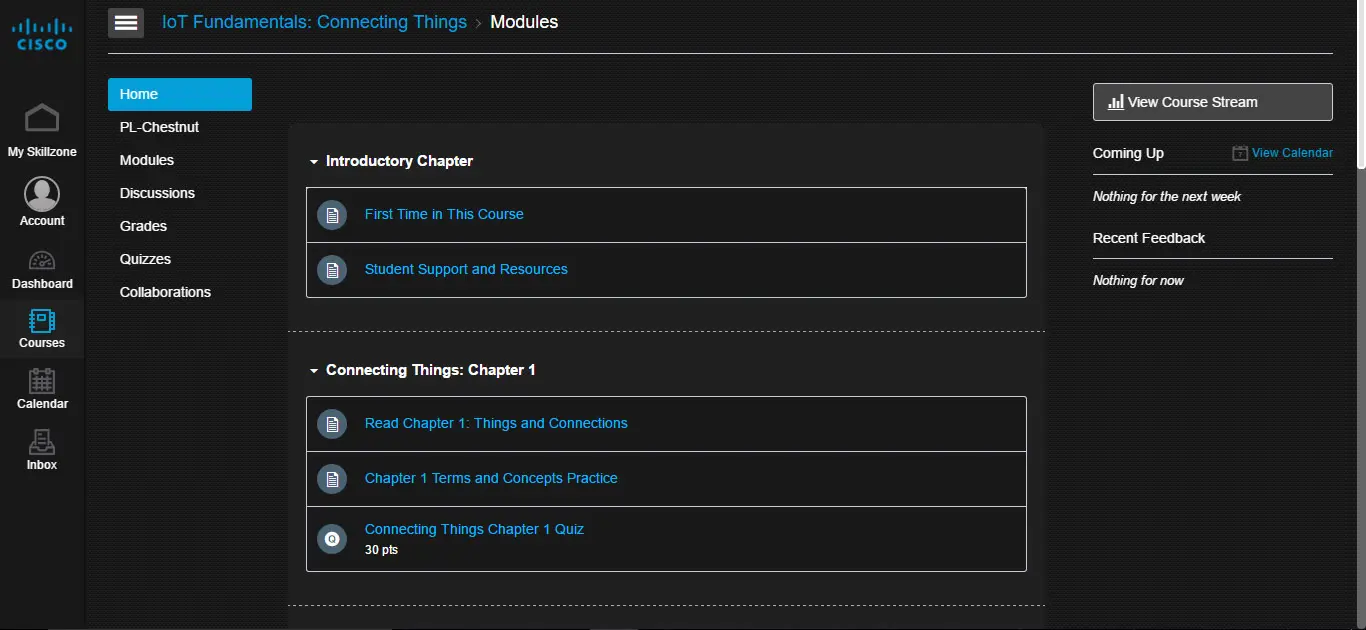 CISCO
IoT Fundamentals: Connecting Things › Modules
My Skillzone
Account
Dashboard
Courses
Calendar
Inbox
Home
PL-Chestnut
Modules
Discussions
Grades
Quizzes
Collaborations
Introductory Chapter
First Time in This Course
Student Support and Resources
Connecting Things: Chapter 1
Read Chapter 1: Things and Connections
Chapter 1 Terms and Concepts Practice
Q
Connecting Things Chapter 1 Quiz
30 pts
View Course Stream
Coming Up
7
View Calendar
Nothing for the next week
Recent Feedback
Nothing for now